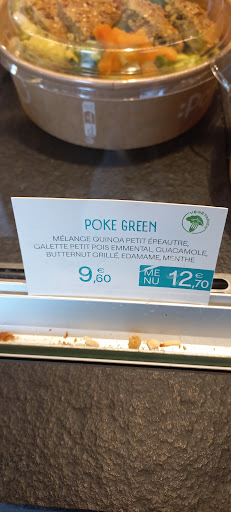 POKE GREEN
MÉLANGE QUINOA PETIT ÉPEAUTRE,
GALETTE PETIT POIS EMMENTAL, GUACAMOLE,
BUTTERNUT GRILLÉ, EDAMAME, MENTHE
9,60 €
ME NU 12,70 €